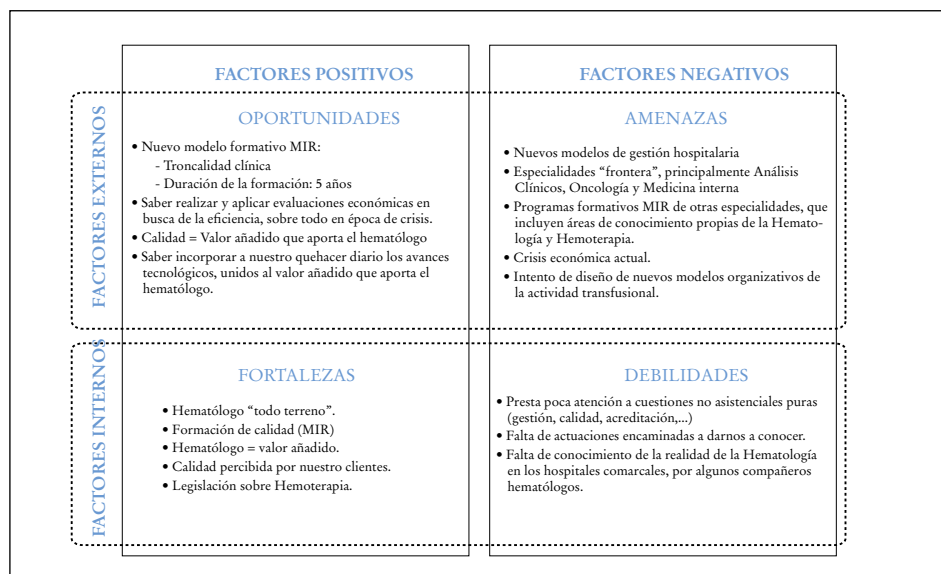 FACTORES POSITIVOS
FACTORES NEGATIVOS
FACTORES EXTERNOS
OPORTUNIDADES
• Nuevo modelo formativo MIR:
- Troncalidad clínica
- Duración de la formación: 5 años
• Saber realizar y aplicar evaluaciones económicas en
busca de la eficiencia, sobre todo en época de crisis.
• Calidad = Valor añadido que aporta el hematólogo
• Saber incorporar a nuestro quehacer diario los avances
tecnológicos, unidos al valor añadido que aporta el
hematólogo.
AMENAZAS
• Nuevos modelos de gestión hospitalaria
• Especialidades “frontera”, principalmente Análisis
Clínicos, Oncología y Medicina interna
• Programas formativos MIR de otras especialidades, que
incluyen áreas de conocimiento propias de la Hemato-
logía y Hemoterapia.
• Crisis económica actual.
• Intento de diseño de nuevos modelos organizativos de
la actividad transfusional.
FACTORES INTERNOS
FORTALEZAS
• Hematólogo “todo terreno”.
• Formación de calidad (MIR)
• Hematólogo = valor añadido.
• Calidad percibida por nuestro clientes.
• Legislación sobre Hemoterapia.
DEBILIDADES
• Presta poca atención a cuestiones no asistenciales puras
(gestión, calidad, acreditación,...)
• Falta de actuaciones encaminadas a darnos a conocer.
• Falta de conocimiento de la realidad de la Hematología
en los hospitales comarcales, por algunos compañeros
hematólogos.